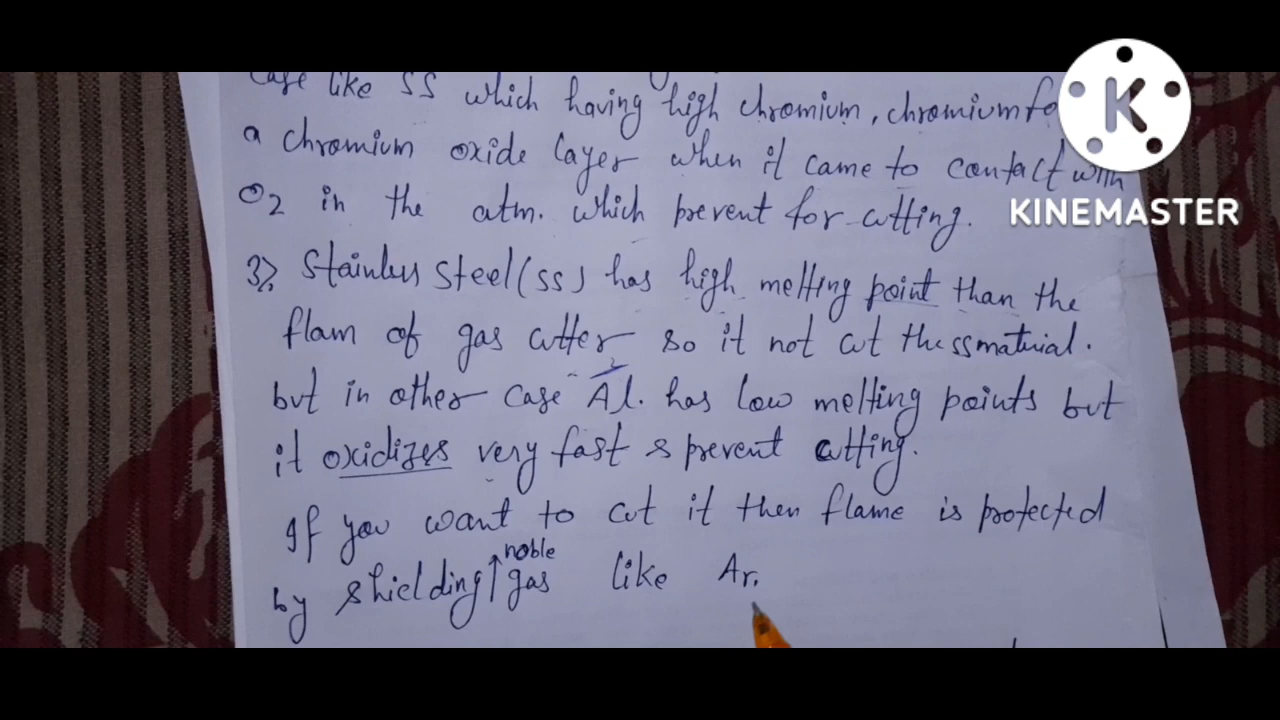 case like SS which having high chromium, chromium fo
a chromium oxide layer when it came to contact with
O2 in the atm. which prevent for cutting.
3). Stainless Steel (SS) has high melting point than the
flam of gas cutter so it not cut the ss matirial.
but in other case Al. has low melting points but
it oxidizes very fast & prevent cutting.
If you want to cut it then flame is protected
by shielding noble gas like Ar.
KINEMASTER